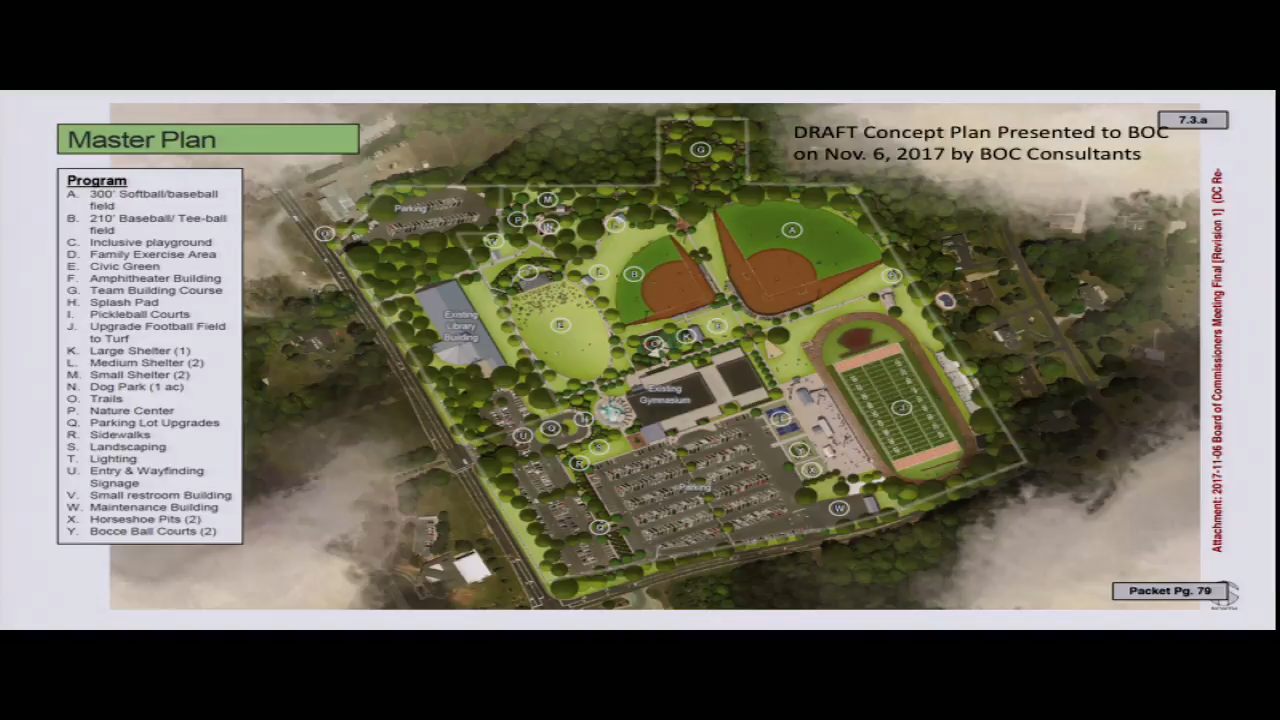 7.3.a
Master Plan
DRAFT Concept Plan Presented to BOC
on Nov. 6, 2017 by BOC Consultants
Program
A. 300' Softball/baseball
field
B. 210' Baseball/ Tee-ball
field
C. Inclusive playground
D. Family Exercise Area
E. Civic Green
F. Amphitheater Building
G. Team Building Course
H. Splash Pad
I. Pickleball Courts
J. Upgrade Football Field
to Turf
K. Large Shelter (1)
L. Medium Shelter (2)
M. Small Shelter (2)
N. Dog Park (1 ac)
O. Trails
P. Nature Center
Q. Parking Lot Upgrades
R. Sidewalks
S. Landscaping
T. Lighting
U. Entry & Wayfinding
Signage
V. Small restroom Building
W. Maintenance Building
X. Horseshoe Pits (2)
Y. Bocce Ball Courts (2)
G
Parking
M
P
A
B
Existing
Library
Building
E
Existing
Gymnasium
J
U
Q
H
Parking
W
Attachment: 2017-11-06 Board of Commissioners Meeting Final [Revision 1] (CC Re-
Packet Pg. 79